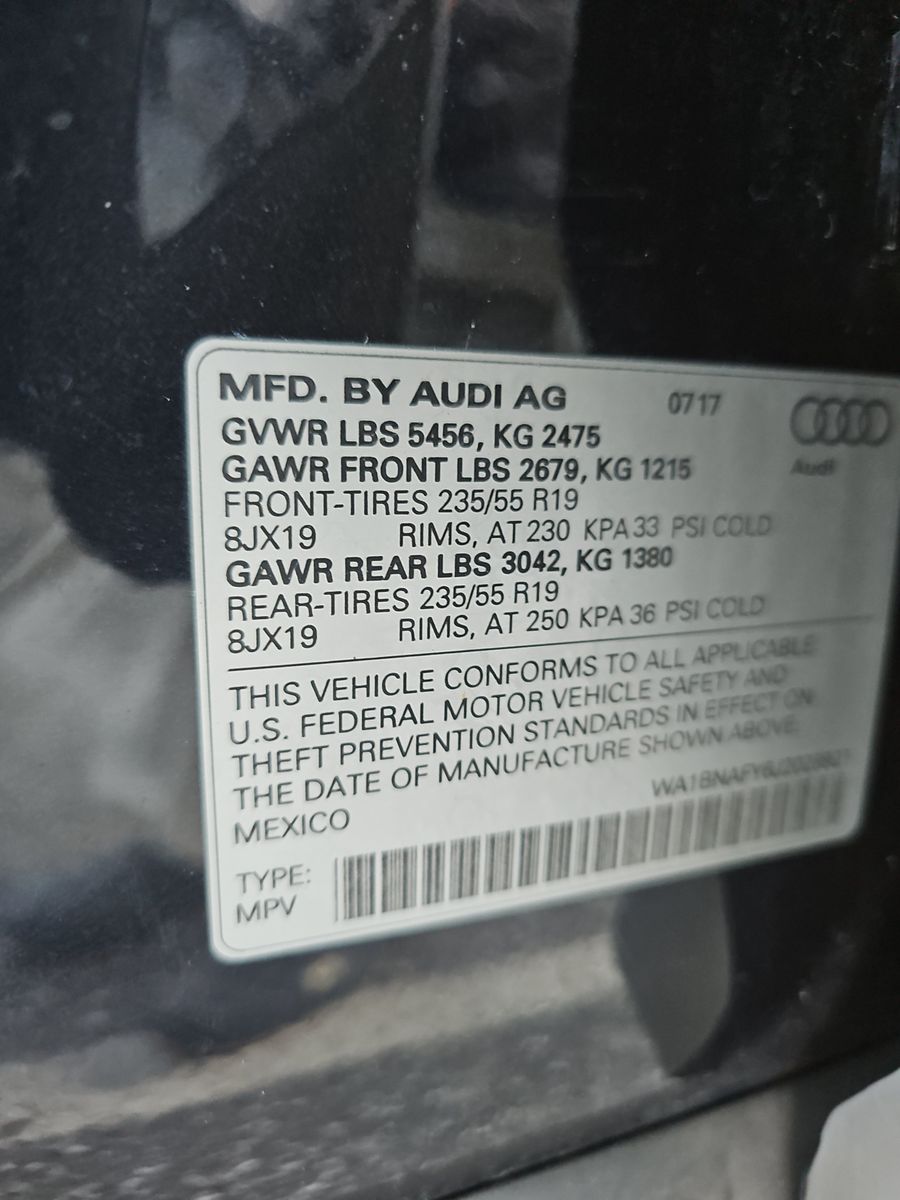 MFD. BY AUDI AG 07 17
GVWR LBS 5456, KG 2475
GAWR FRONT LBS 2679, KG 1215
Audi
FRONT-TIRES 235/55 R19
8JX19 RIMS, AT 230 KPA 33 PSI COLD
GAWR REAR LBS 3042, KG 1380
REAR-TIRES 235/55 R19
8JX19 RIMS, AT 250 KPA 36 PSI COLD
THIS VEHICLE CONFORMS TO ALL APPLICABLE
U.S. FEDERAL MOTOR VEHICLE SAFETY AND
THEFT PREVENTION STANDARDS IN EFFECT ON
THE DATE OF MANUFACTURE SHOWN ABOVE.
MEXICO
TYPE:
MPV